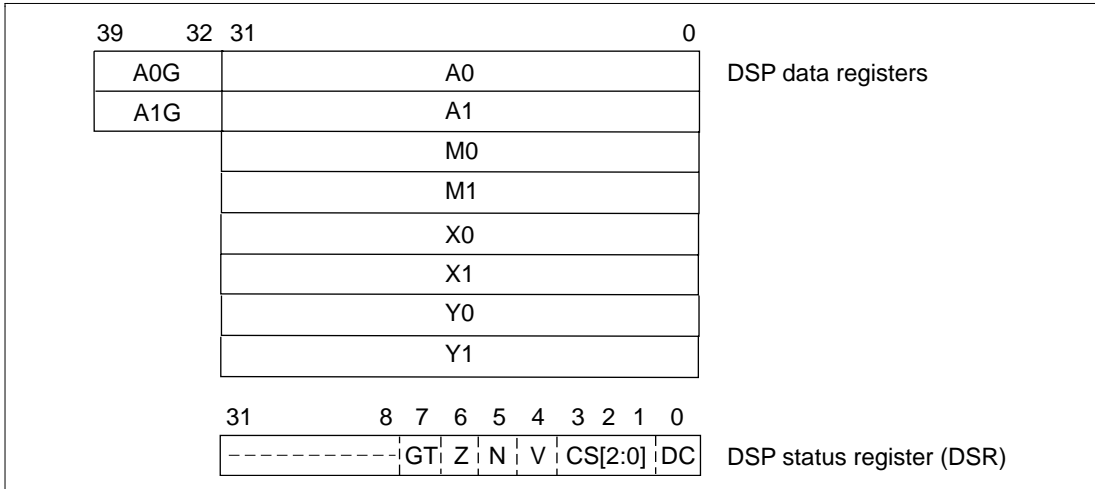 39 32 31 0
A0G A0 DSP data registers
A1G A1
M0
M1
X0
X1
Y0
Y1
31 8 7 6 5 4 3 2 1 0
GT Z N V CS[2:0] DC DSP status register (DSR)